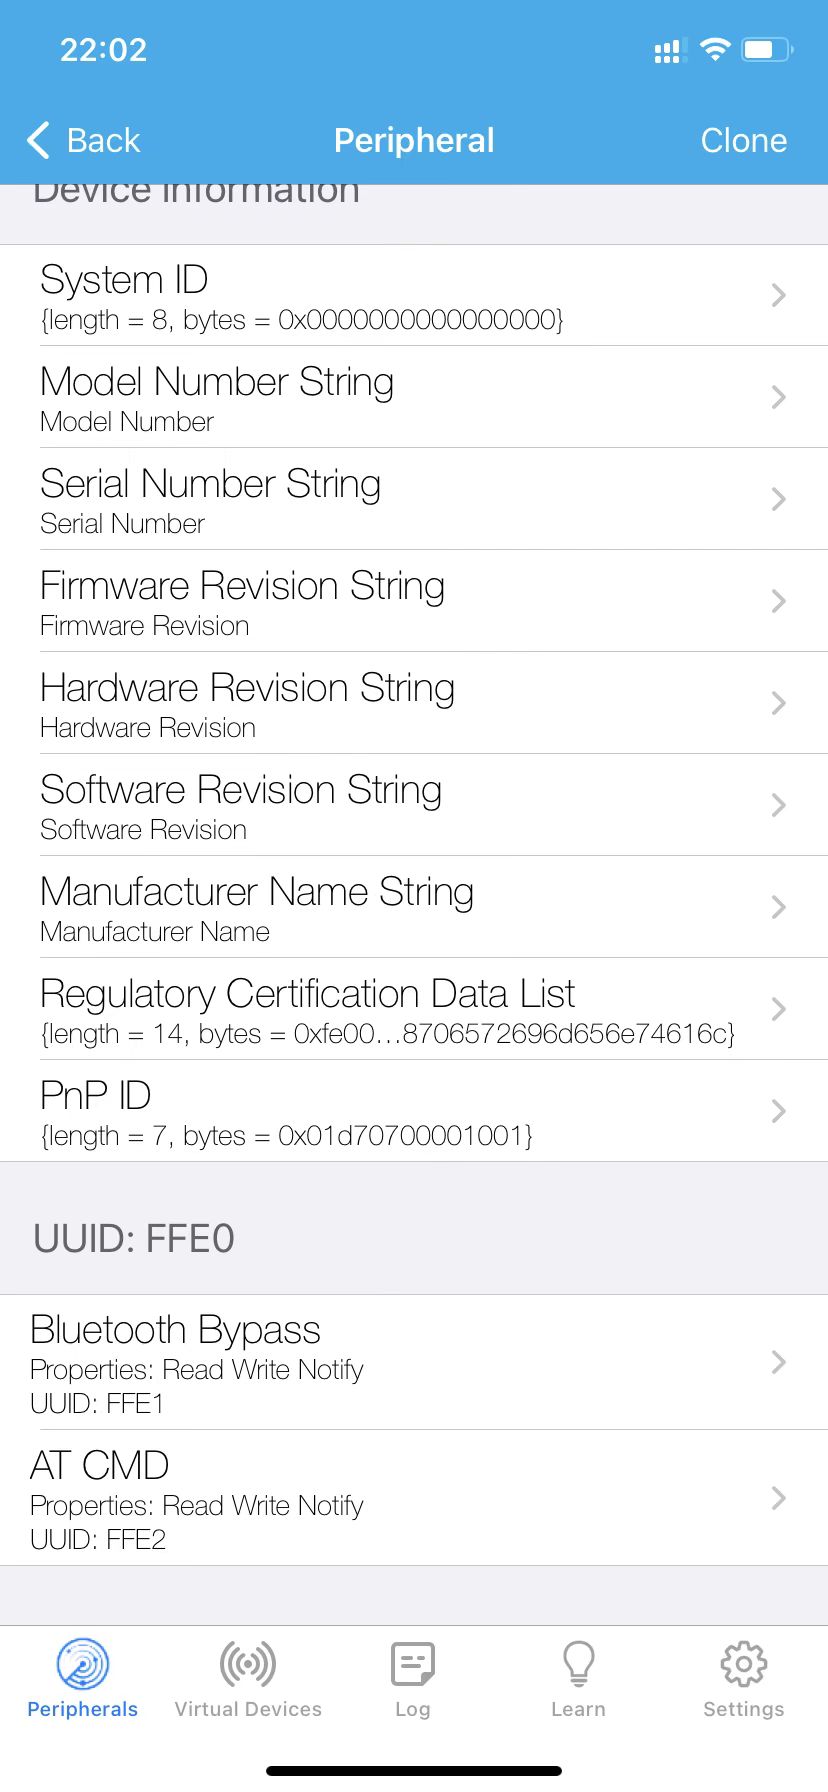 22:02
Back
Peripheral
Clone
Device Information
System ID
{length = 8, bytes = 0x0000000000000000}
Model Number String
Model Number
Serial Number String
Serial Number
Firmware Revision String
Firmware Revision
Hardware Revision String
Hardware Revision
Software Revision String
Software Revision
Manufacturer Name String
Manufacturer Name
Regulatory Certification Data List
{length = 14, bytes = 0xfe00...8706572696d656e74616c}
PnP ID
{length = 7, bytes = 0x01d70700001001}
UUID: FFE0
Bluetooth Bypass
Properties: Read Write Notify
UUID: FFE1
AT CMD
Properties: Read Write Notify
UUID: FFE2
Peripherals
Virtual Devices
Log
Learn
Settings